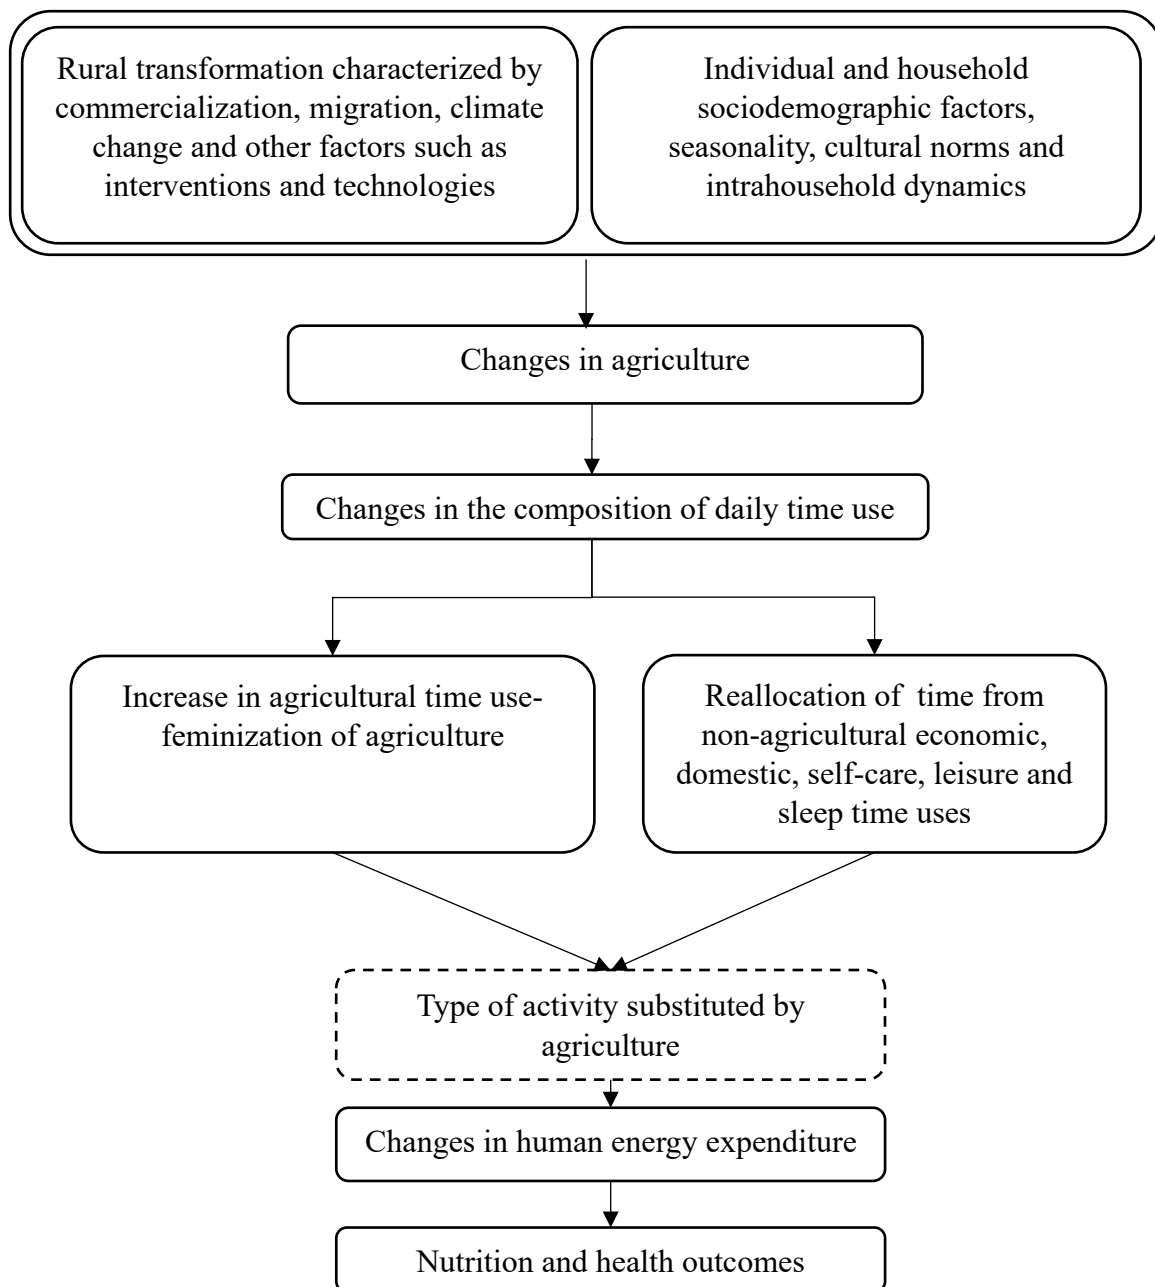 Rural transformation characterized by
commercialization, migration, climate
change and other factors such as
interventions and technologies
Individual and household
sociodemographic factors,
seasonality, cultural norms and
intrahousehold dynamics
Changes in agriculture
Changes in the composition of daily time use
Increase in agricultural time use-
feminization of agriculture
Reallocation of  time from
non-agricultural economic,
domestic, self-care, leisure and
sleep time uses
Type of activity substituted by
agriculture
Changes in human energy expenditure
Nutrition and health outcomes